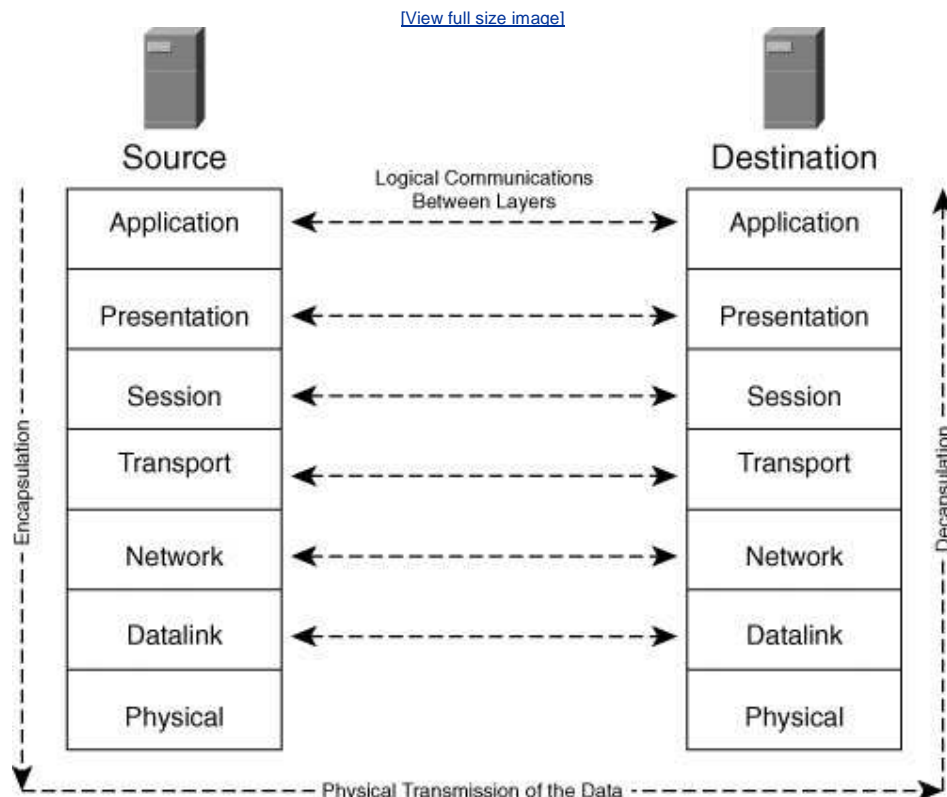 [View full size image]
Source
Destination
Logical Communications
Between Layers
Application
Application
Presentation
Presentation
Session
Session
Transport
Transport
Network
Network
Datalink
Datalink
Physical
Physical
Encapsulation
Decapsulation
Physical Transmission of the Data